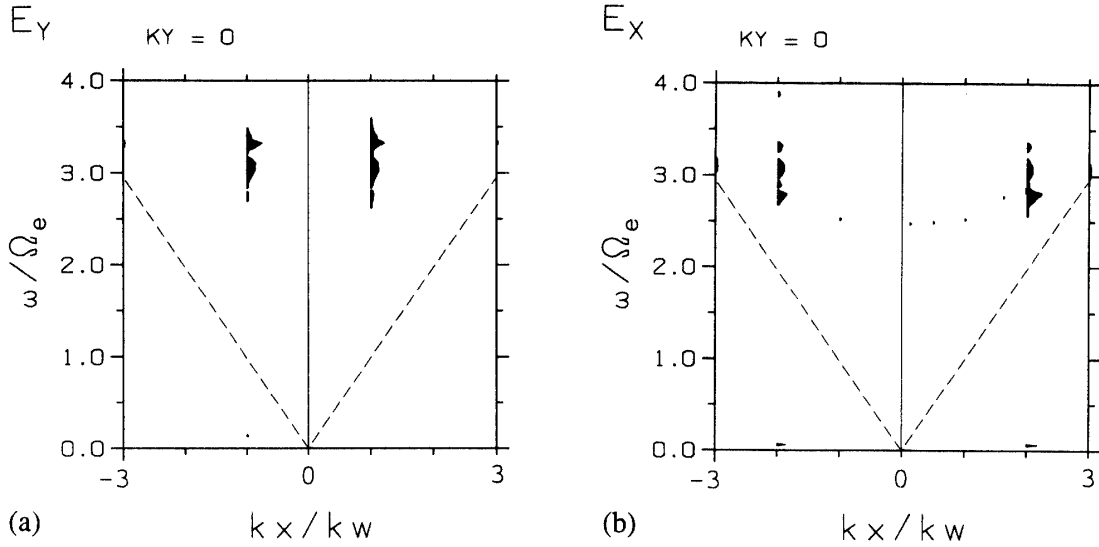 E_Y
KY = 0
4.0
3.0
2.0
1.0
0.0
ω/Ω_e
-3
0
3
(a)
kx/kw
E_X
KY = 0
4.0
3.0
2.0
1.0
0.0
ω/Ω_e
-3
0
3
(b)
kx/kw